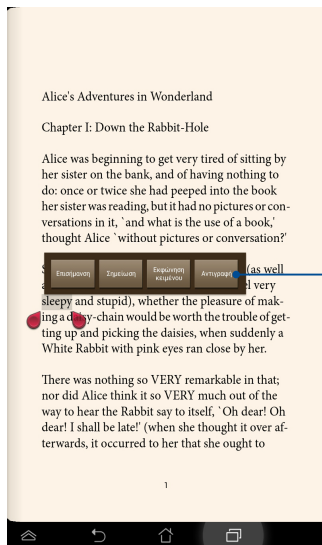 Alice's Adventures in Wonderland
Chapter I: Down the Rabbit-Hole
Alice was beginning to get very tired of sitting by
her sister on the bank, and of having nothing to
do: once or twice she had peeped into the book
her sister was reading, but it had no pictures or con-
versations in it, `and what is the use of a book,'
thought Alice `without pictures or conversation?'
(as well
Επισήμανση Σημείωση Εκφώνηση κειμένου Αντιγραφή
very
sleepy and stupid), whether the pleasure of mak-
ing a daisy-chain would be worth the trouble of get-
ting up and picking the daisies, when suddenly a
White Rabbit with pink eyes ran close by her.
There was nothing so VERY remarkable in that;
nor did Alice think it so VERY much out of the
way to hear the Rabbit say to itself, `Oh dear! Oh
dear! I shall be late!' (when she thought it over af-
terwards, it occurred to her that she ought to
1